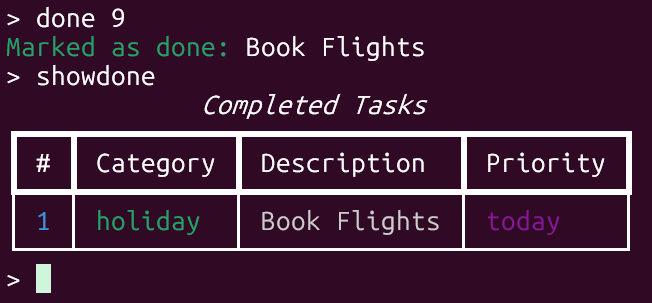 > done 9
Marked as done: Book Flights
> showdone
Completed Tasks
# Category Description Priority
1 holiday Book Flights today
>